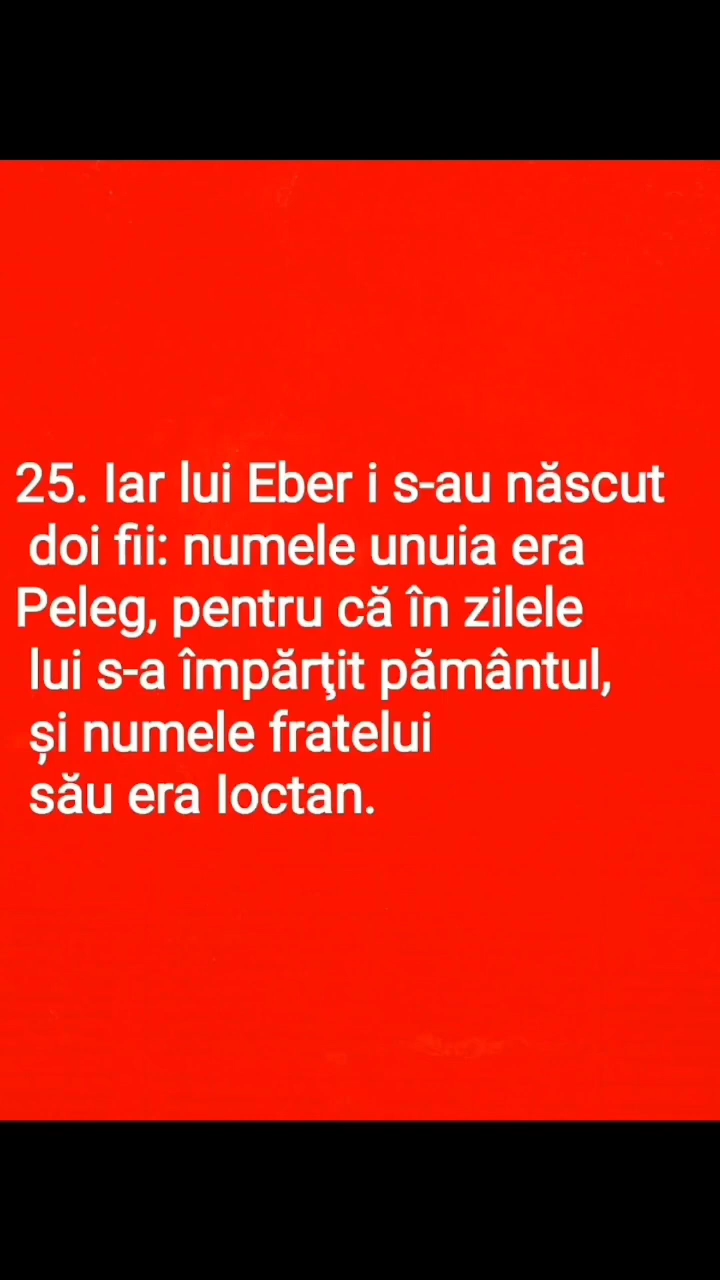 25. Iar lui Eber i s-au născut
doi fii: numele unuia era
Peleg, pentru că în zilele
lui s-a împărţit pământul,
și numele fratelui
său era Ioctan.